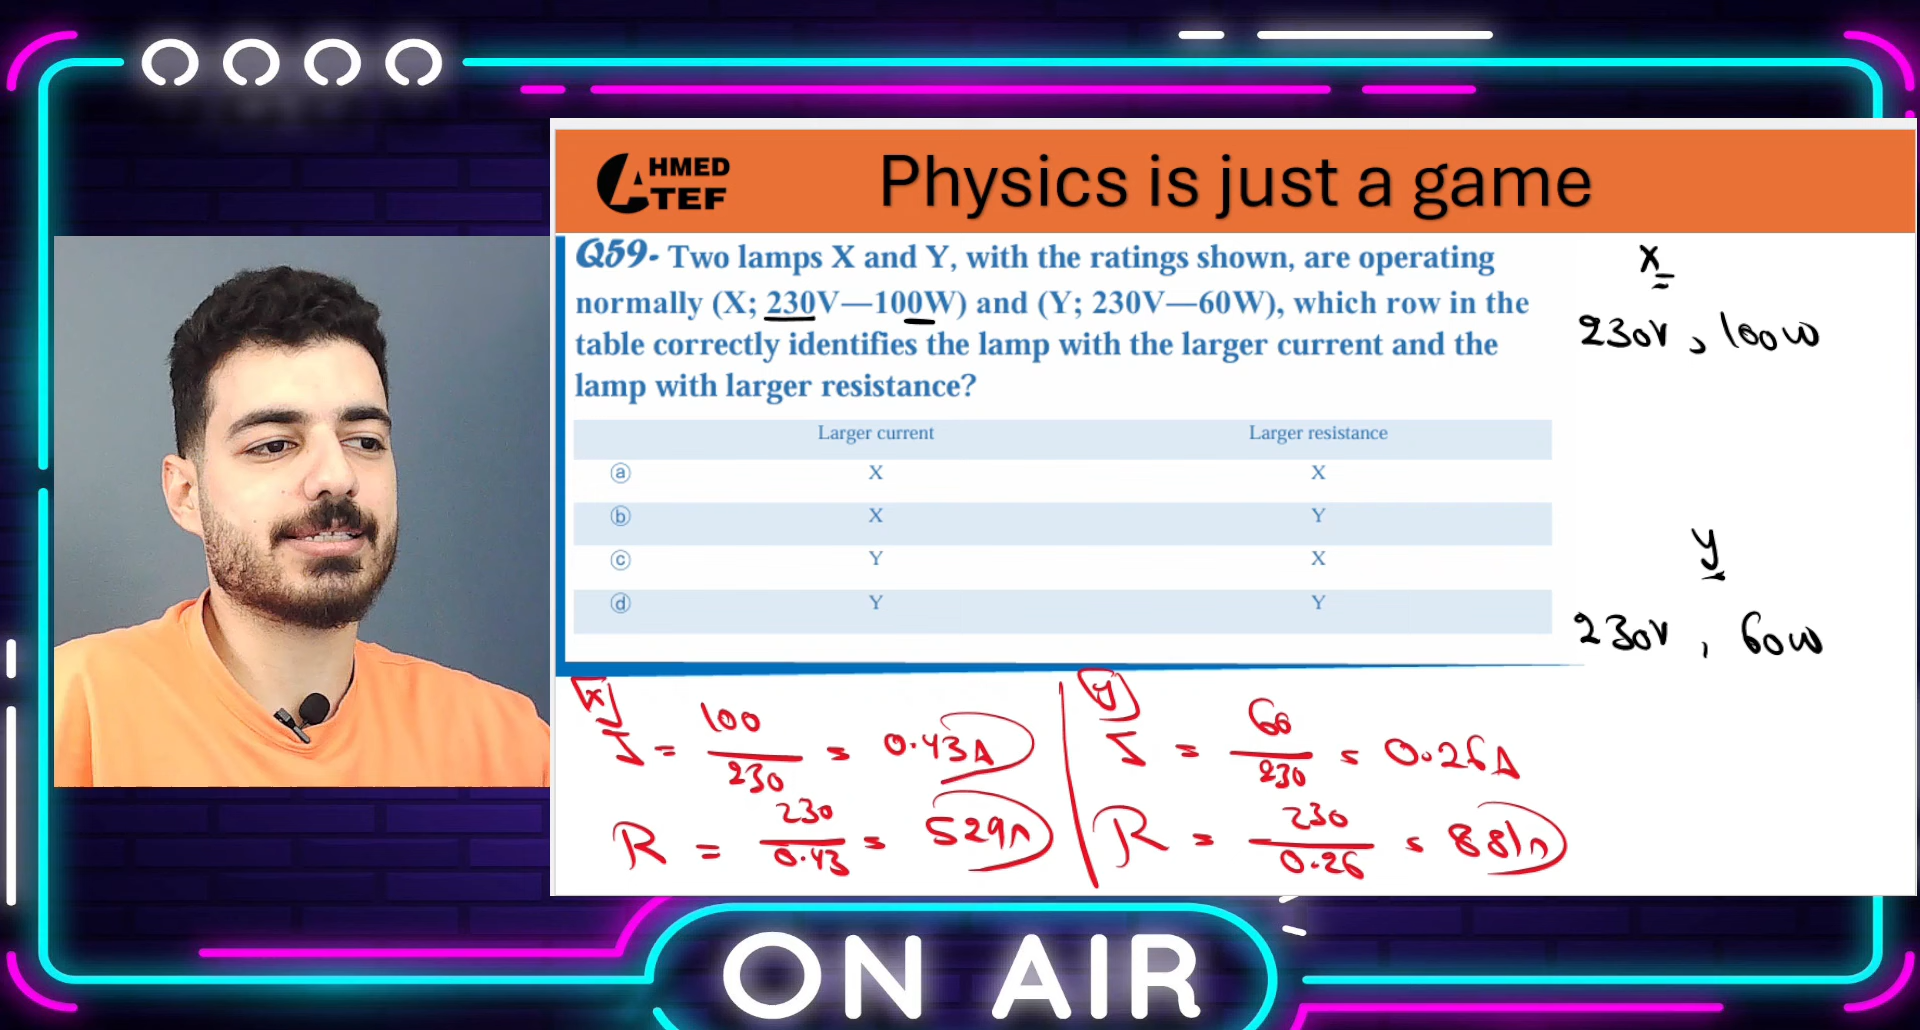 AHMED
ATEF
Physics is just a game
Q59- Two lamps X and Y, with the ratings shown, are operating
normally (X; 230V—100W) and (Y; 230V—60W), which row in the
table correctly identifies the lamp with the larger current and the
lamp with larger resistance?
Larger current Larger resistance
ⓐ X X
ⓑ X Y
ⓒ Y X
ⓓ Y Y
X
230V , 100W
y
230V , 60W
X
I = 100/230 = 0.43A
R = 230/0.43 = 529Ω
y
I = 60/230 = 0.26A
R = 230/0.26 = 881Ω
ON AIR